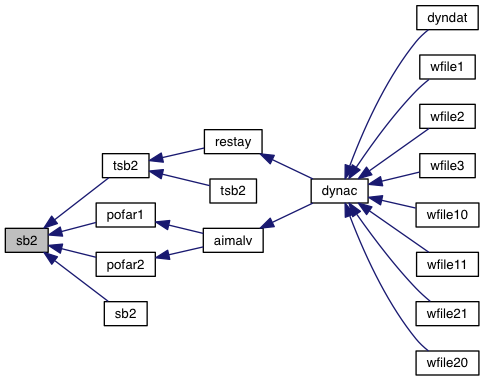 dyndat
wfile1
wfile2
restay
wfile3
tsb2
tsb2
dynac
pofar1
wfile10
sb2
aimalv
pofar2
wfile11
sb2
wfile21
wfile20